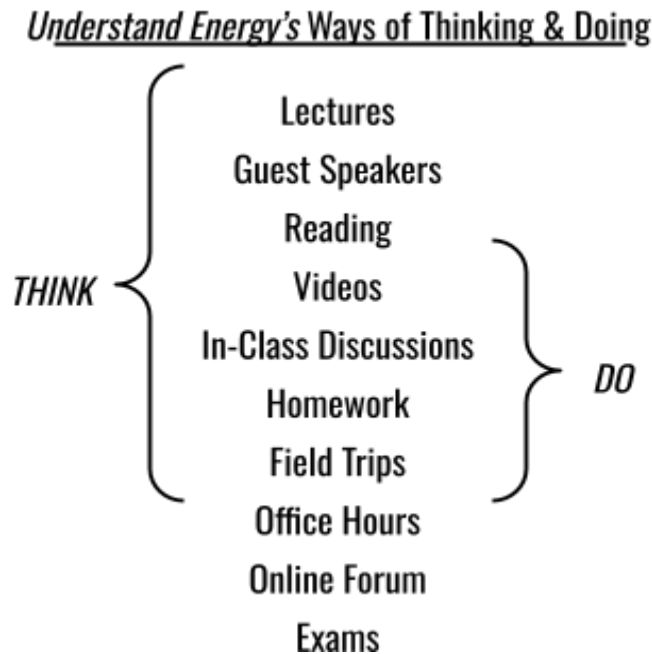 Understand Energy's Ways of Thinking & Doing
Lectures
Guest Speakers
Reading
THINK
Videos
In-Class Discussions
DO
Homework
Field Trips
Office Hours
Online Forum
Exams